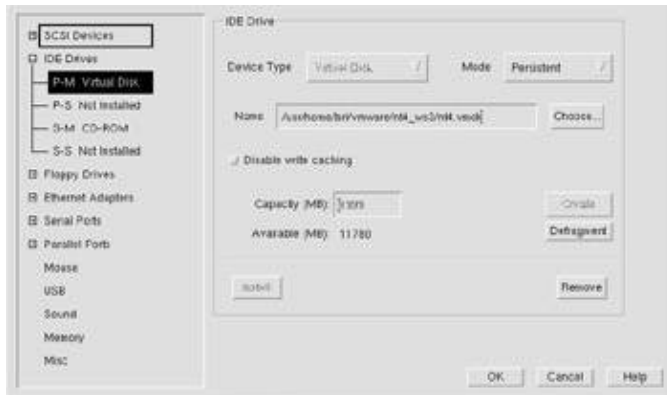 SCSI Devices
IDE Drives
P-M Virtual Disk
P-S Not Installed
S-M CD-ROM
S-S Not Installed
Floppy Drives
Ethernet Adapters
Serial Ports
Parallel Ports
Mouse
USB
Sound
Memory
Misc
IDE Drive
Device Type Virtual Disk Mode Persistent
Name Choose...
Disable write caching
Capacity (MB): Create
Available (MB): 11780 Defragment
Install Remove
OK Cancel Help